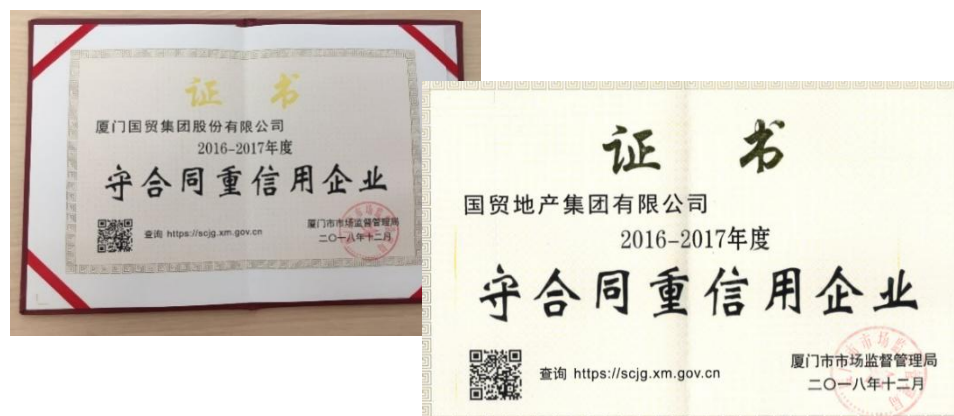 证 书
厦门国贸集团股份有限公司
2016-2017年度
守合同重信用企业
查询 https://scjg.xm.gov.cn
厦门市市场监督管理局
二〇一八年十二月
证 书
国贸地产集团有限公司
2016-2017年度
守合同重信用企业
查询 https://scjg.xm.gov.cn
厦门市市场监督管理局
二〇一八年十二月